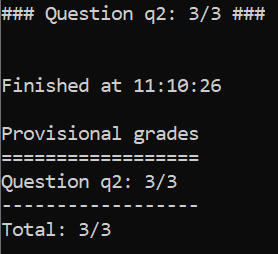 ### Question q2: 3/3 ###
Finished at 11:10:26
Provisional grades
==================
Question q2: 3/3
------------------
Total: 3/3